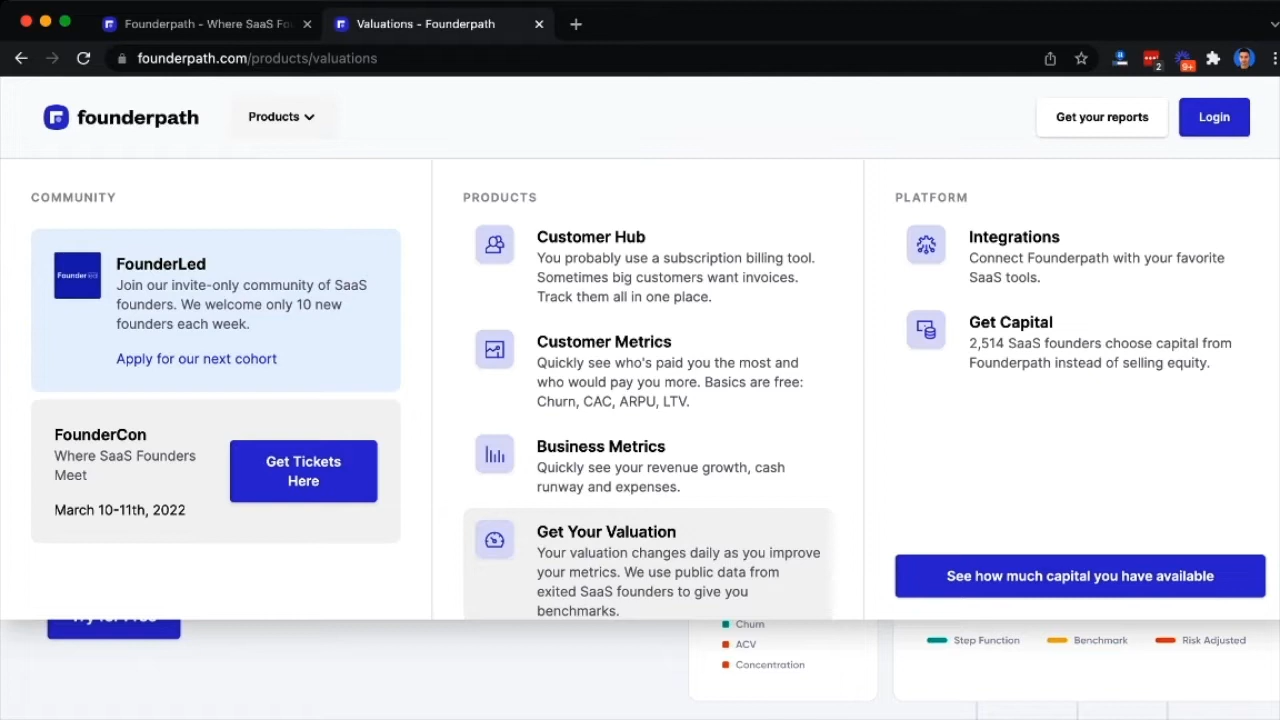 Founderpath - Where SaaS Fo
Valuations - Founderpath
founderpath.com/products/valuations
2
9+
founderpath
Products
Get your reports
Login
COMMUNITY
FounderLed
Join our invite-only community of SaaS
founders. We welcome only 10 new
founders each week.
Apply for our next cohort
FounderCon
Where SaaS Founders
Meet
March 10-11th, 2022
Get Tickets
Here
PRODUCTS
Customer Hub
You probably use a subscription billing tool.
Sometimes big customers want invoices.
Track them all in one place.
Customer Metrics
Quickly see who's paid you the most and
who would pay you more. Basics are free:
Churn, CAC, ARPU, LTV.
Business Metrics
Quickly see your revenue growth, cash
runway and expenses.
Get Your Valuation
Your valuation changes daily as you improve
your metrics. We use public data from
exited SaaS founders to give you
benchmarks.
PLATFORM
Integrations
Connect Founderpath with your favorite
SaaS tools.
Get Capital
2,514 SaaS founders choose capital from
Founderpath instead of selling equity.
See how much capital you have available
Churn
ACV
Concentration
Step Function
Benchmark
Risk Adjusted